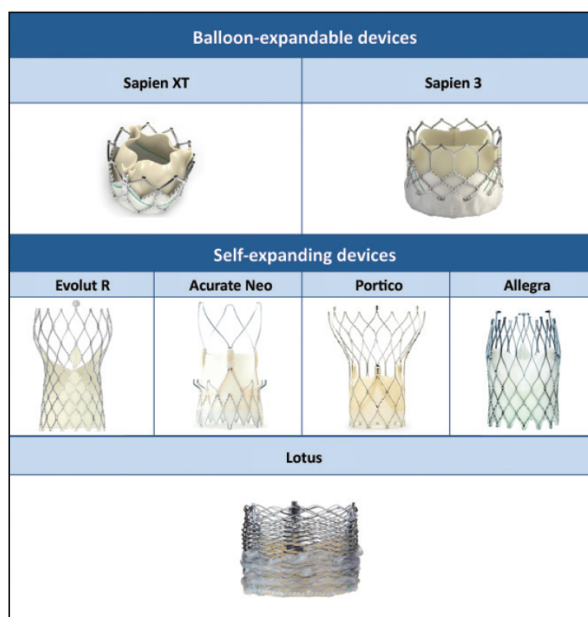 Balloon-expandable devices
Sapien XT
Sapien 3
Self-expanding devices
Evolut R
Acurate Neo
Portico
Allegra
Lotus